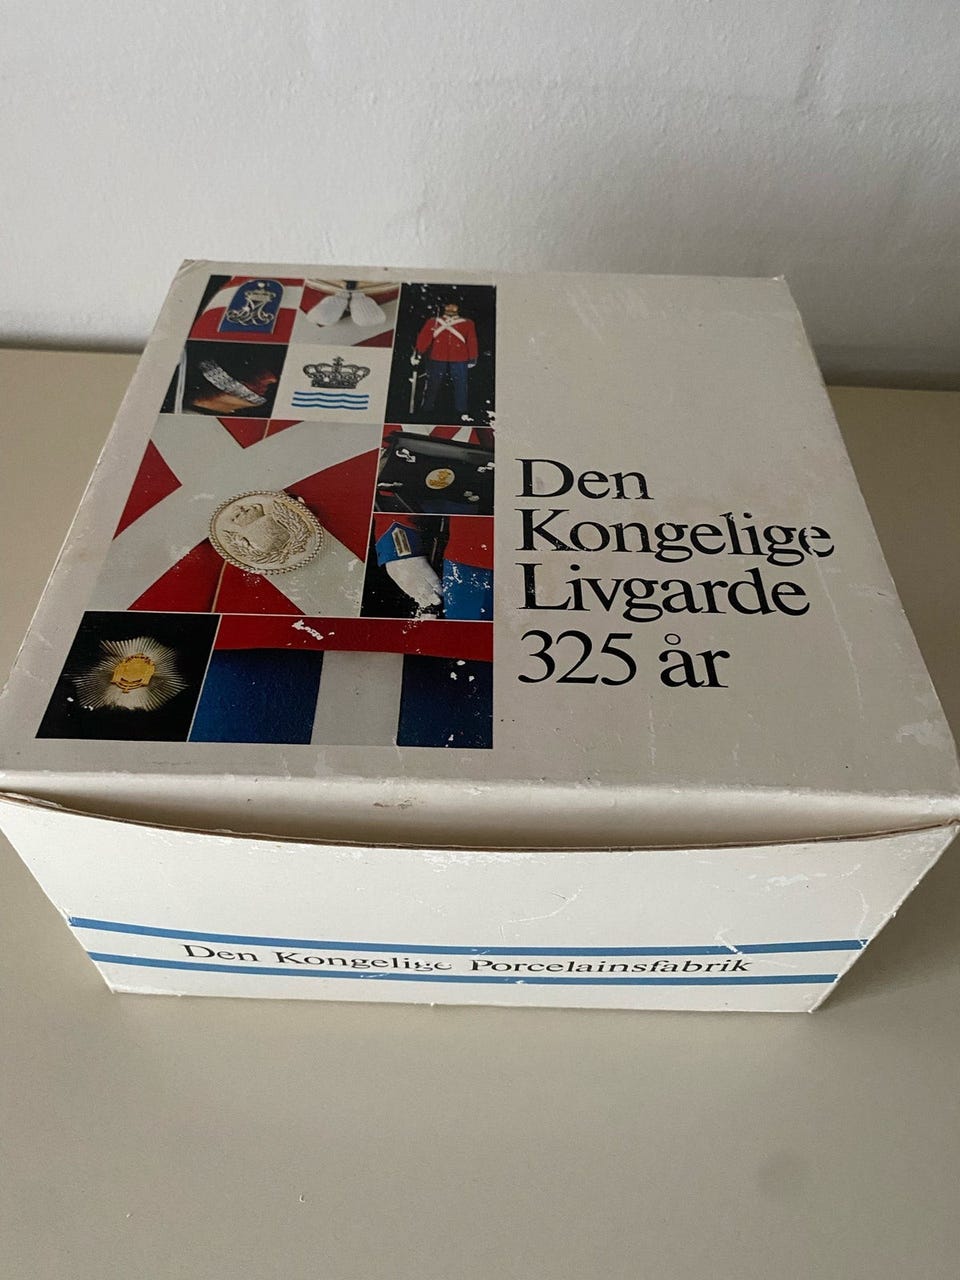 Den
Kongelige
Livgarde
325 år
Den Kongelige Porcelainsfabrik